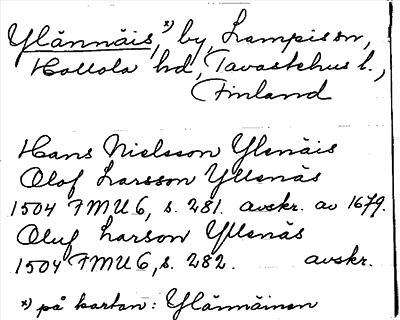 Ylännäis,*) by, Lampis sn,
Hollola hd, Tavastehus l.,
Finland
Hans Nielsson Ylenäis
Olof Larsson Yllenäs
1504 FMU 6, s. 281. avskr. av 1679.
Oluf Larson Yllenäs
1504 FMU 6, s. 282. avskr.
*) på kartan: Ylännäinen